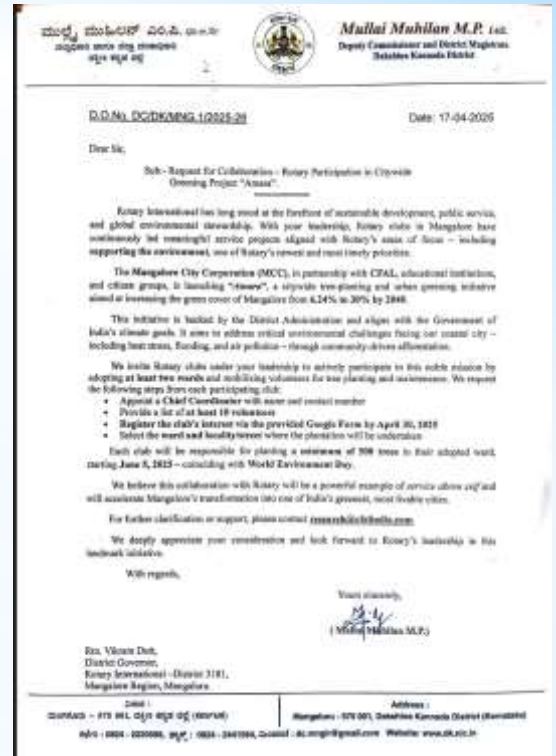 ಮುಲ್ಲೈ ಮುಹಿಲನ್ ಎಂ.ಪಿ. ಭಾ.ಆ.ಸೇ
Mullai Muhilan M.P. I.A.S.
Deputy Commissioner and District Magistrate
Dakshina Kannada District
D.O.No. DC/DK/MNG.1/2025-26
Date: 17-04-2025
Dear Sir,
Sub:- Request for Collaboration – Rotary Participation in Citywide
Greening Project
Rotary International has long stood at the forefront of sustainable development, public service,
and global environmental stewardship. With your leadership, Rotary clubs in Mangalore have
continuously led meaningful service projects aligned with Rotary's areas of focus – including
supporting the environment, one of Rotary's newest and most timely priorities.
The Mangalore City Corporation (MCC), in partnership with CFAL, educational institutions,
and citizen groups, is launching a citywide tree-planting and urban greening initiative
aimed at increasing the green cover of Mangalore from 6.24% to 30% by 2040.
This initiative is backed by the District Administration and aligns with the Government of
India's climate goals. It aims to address critical environmental challenges facing our coastal city –
including heat stress, flooding, and air pollution – through community-driven afforestation.
We invite Rotary clubs under your leadership to actively participate in this noble mission by
adopting at least two wards and mobilizing volunteers for tree planting and maintenance. We request
the following steps from each participating club:
• Appoint a Chief Coordinator with name and contact number
• Provide a list of at least 10 volunteers
• Register the club's interest via the provided Google Form by April 30, 2025
• Select the ward and locality/street where the plantation will be undertaken
Each club will be responsible for planting a minimum of 500 trees in their adopted ward,
starting June 5, 2025 – coinciding with World Environment Day.
We believe this collaboration with Rotary will be a powerful example of service above self and
will accelerate Mangalore's transformation into one of India's greenest, most livable cities.
For further clarification or support, please contact
We deeply appreciate your consideration and look forward to Rotary's leadership in this
landmark initiative.
With regards,
Yours sincerely,
( Mullai Muhilan M.P.)
Rtn. Vikram Dutt,
District Governor,
Rotary International –District 3181,
Mangalore Region, Mangaluru.
Address :
Mangaluru - 575 001, Dakshina Kannada District (Karnataka)
Website: www.dk.nic.in